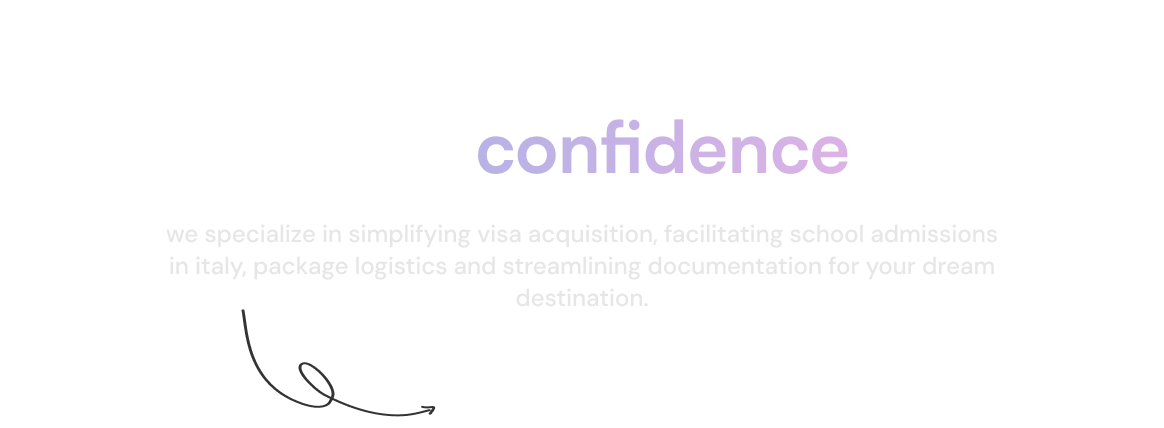 confidence
we specialize in simplifying visa acquisition, facilitating school admissions
in italy, package logistics and streamlining documentation for your dream
destination.